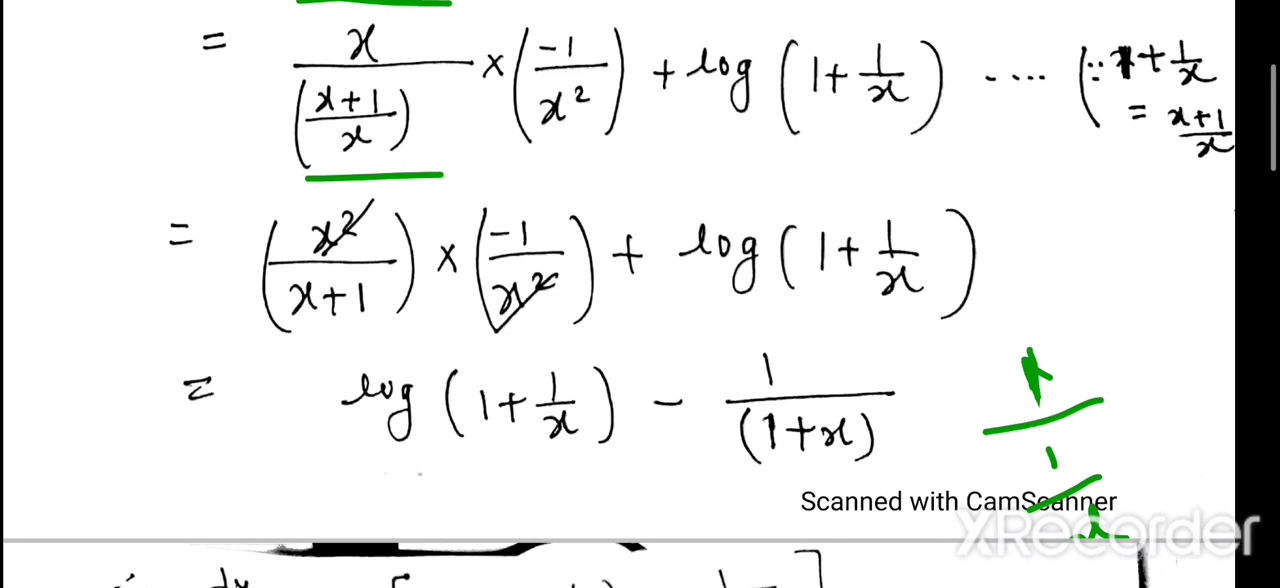 = x/((x+1)/x) × (-1/x²) + log (1 + 1/x) ---- (∵ 1 + 1/x
= x+1/x
= (x²/(x+1)) × (-1/x²) + log (1 + 1/x)
= log (1 + 1/x) - 1/(1+x)
Scanned with CamScanner
XRecorder